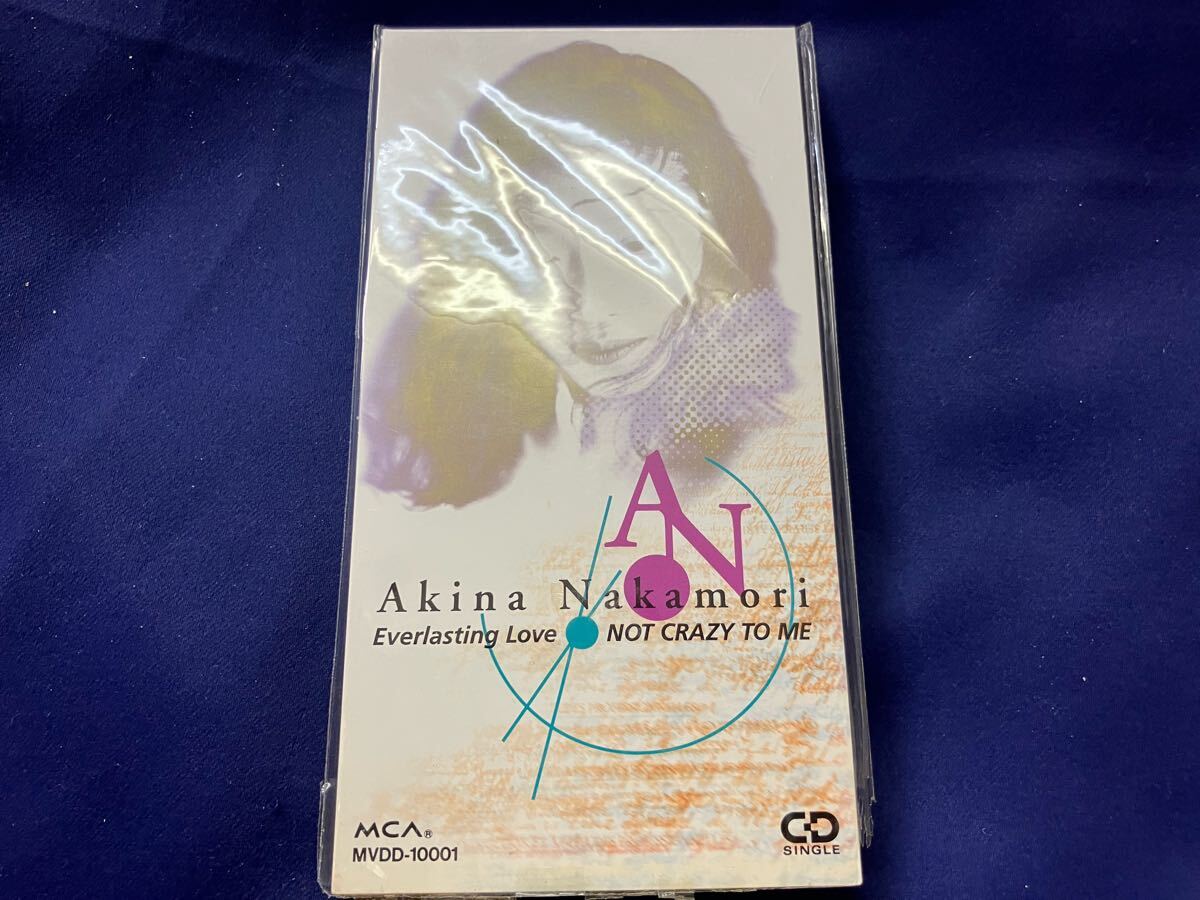 AN
Akina Nakamori
Everlasting Love NOT CRAZY TO ME
MCA®
MVDD-10001
CD
SINGLE